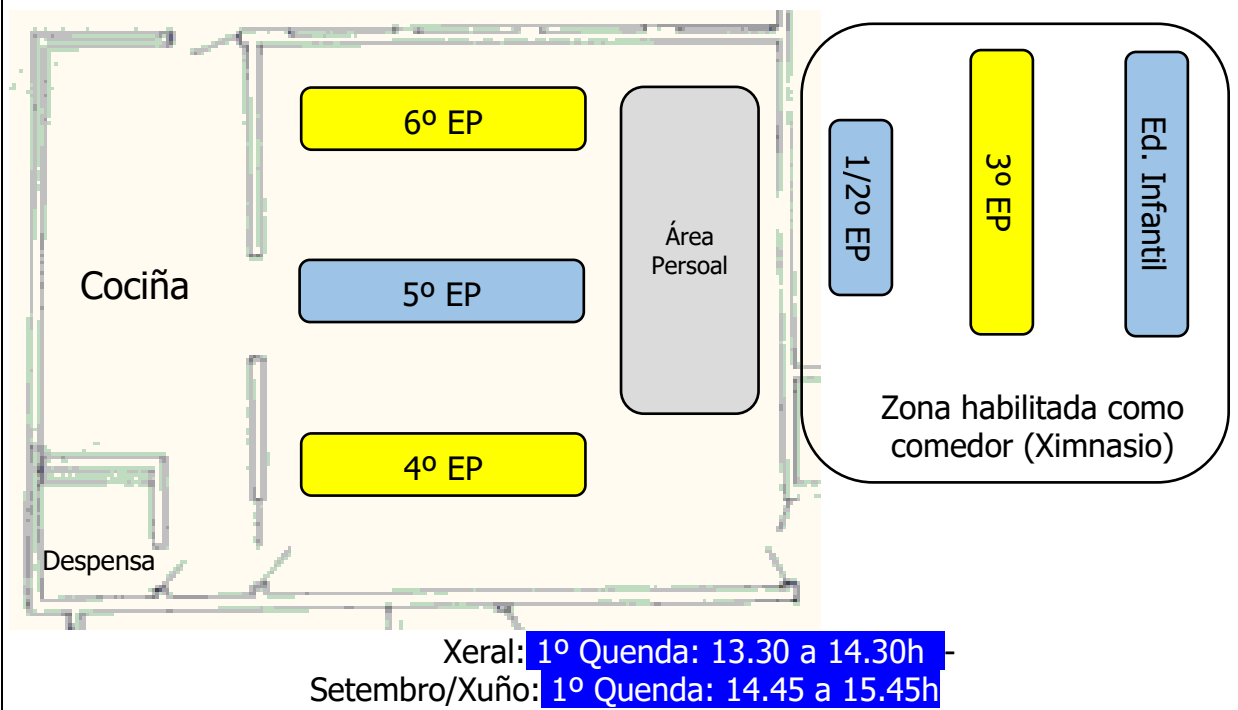 6º EP
5º EP
4º EP
Cociña
Despensa
Área
Persoal
1/2º EP
3º EP
Ed. Infantil
Zona habilitada como
comedor (Ximnasio)
Xeral: 1º Quenda: 13.30 a 14.30h -
Setembro/Xuño: 1º Quenda: 14.45 a 15.45h